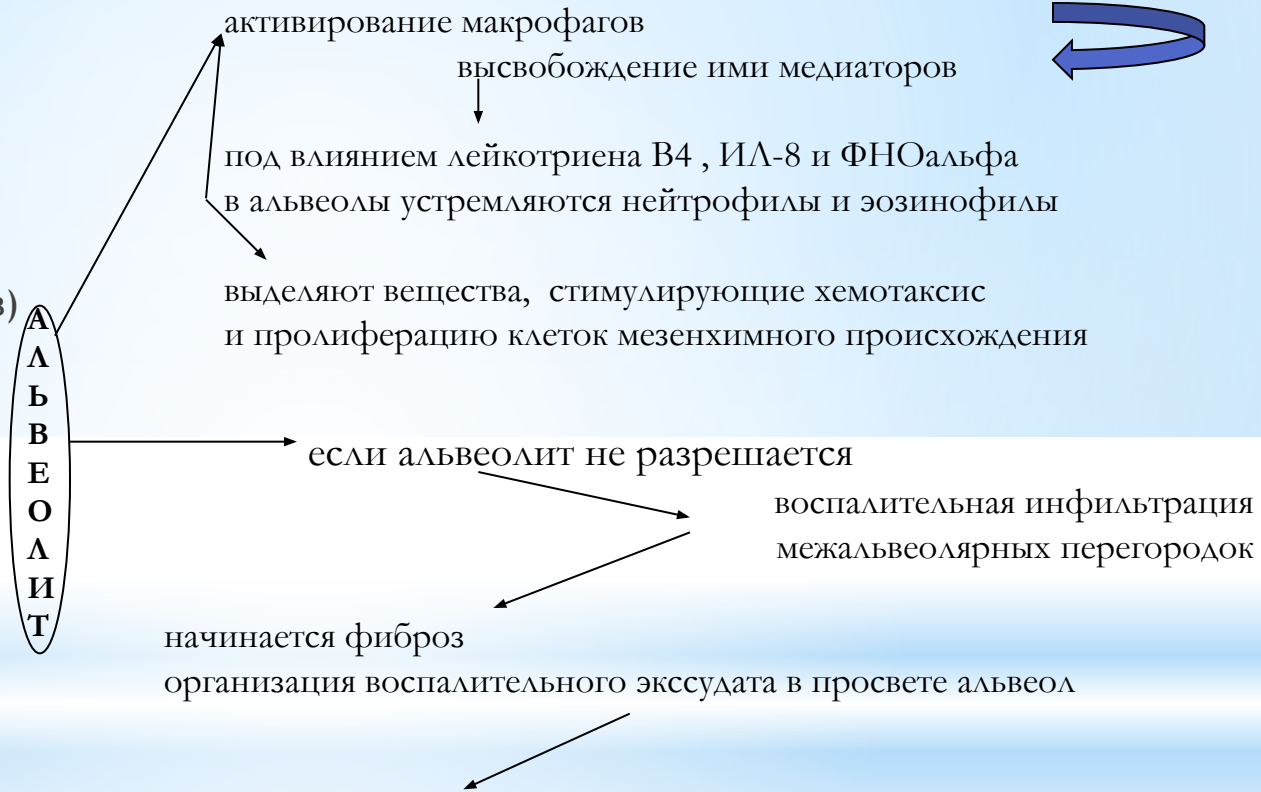 активирование макрофагов
высвобождение ими медиаторов
под влиянием лейкотриена В4 , ИЛ-8 и ФНОальфа
в альвеолы устремляются нейтрофилы и эозинофилы
выделяют вещества, стимулирующие хемотаксис
и пролиферацию клеток мезенхимного происхождения
в)
А
Л
Ь
В
Е
О
Л
И
Т
если альвеолит не разрешается
воспалительная инфильтрация
межальвеолярных перегородок
начинается фиброз
организация воспалительного экссудата в просвете альвеол